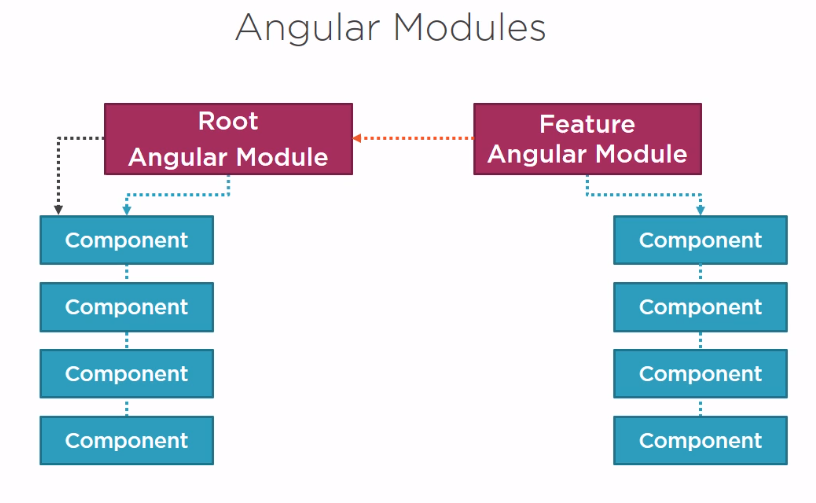 Angular Modules
Root
Angular Module
Feature
Angular Module
Component
Component
Component
Component
Component
Component
Component
Component